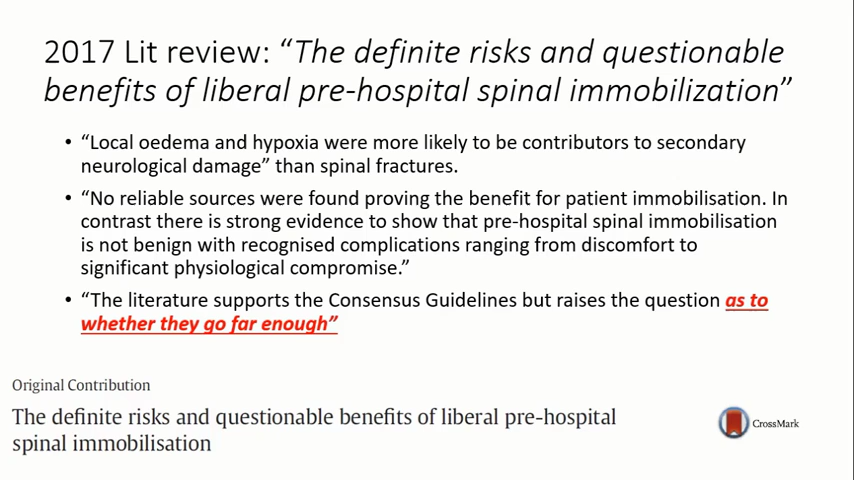 2017 Lit review: “The definite risks and questionable
benefits of liberal pre-hospital spinal immobilization”
• “Local oedema and hypoxia were more likely to be contributors to secondary
neurological damage” than spinal fractures.
• “No reliable sources were found proving the benefit for patient immobilisation. In
contrast there is strong evidence to show that pre-hospital spinal immobilisation
is not benign with recognised complications ranging from discomfort to
significant physiological compromise.”
• “The literature supports the Consensus Guidelines but raises the question as to
whether they go far enough”
Original Contribution
The definite risks and questionable benefits of liberal pre-hospital
spinal immobilisation
CrossMark